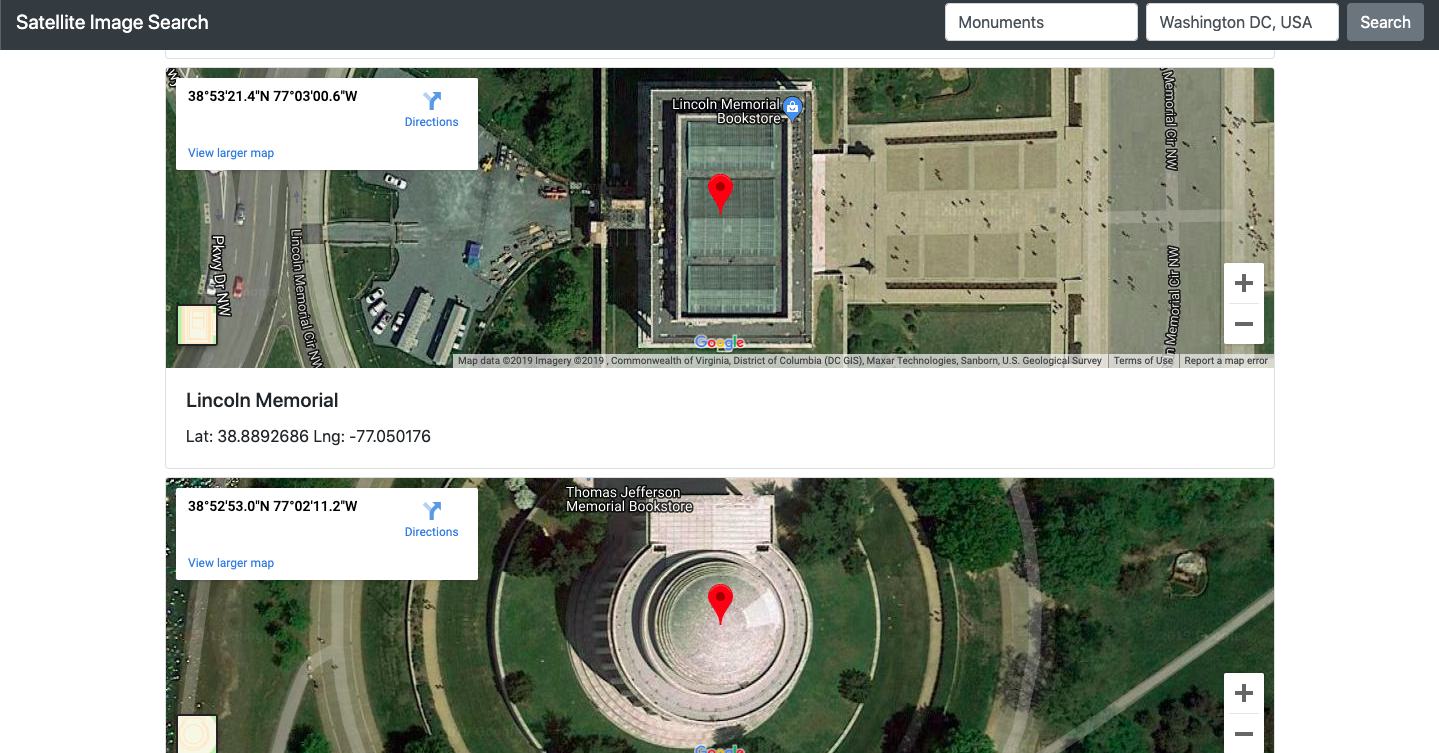 Satellite Image Search
Monuments
Washington DC, USA
Search
38°53'21.4"N 77°03'00.6"W
Directions
View larger map
Lincoln Memorial
Bookstore
Memorial Cir NW
Pkwy Dr NW
Lincoln Memorial Cir NW
Memorial Cir NW
Google
Map data ©2019 Imagery ©2019 , Commonwealth of Virginia, District of Columbia (DC GIS), Maxar Technologies, Sanborn, U.S. Geological Survey
Terms of Use
Report a map error
Lincoln Memorial
Lat: 38.8892686 Lng: -77.050176
38°52'53.0"N 77°02'11.2"W
Directions
View larger map
Thomas Jefferson
Memorial Bookstore
Google